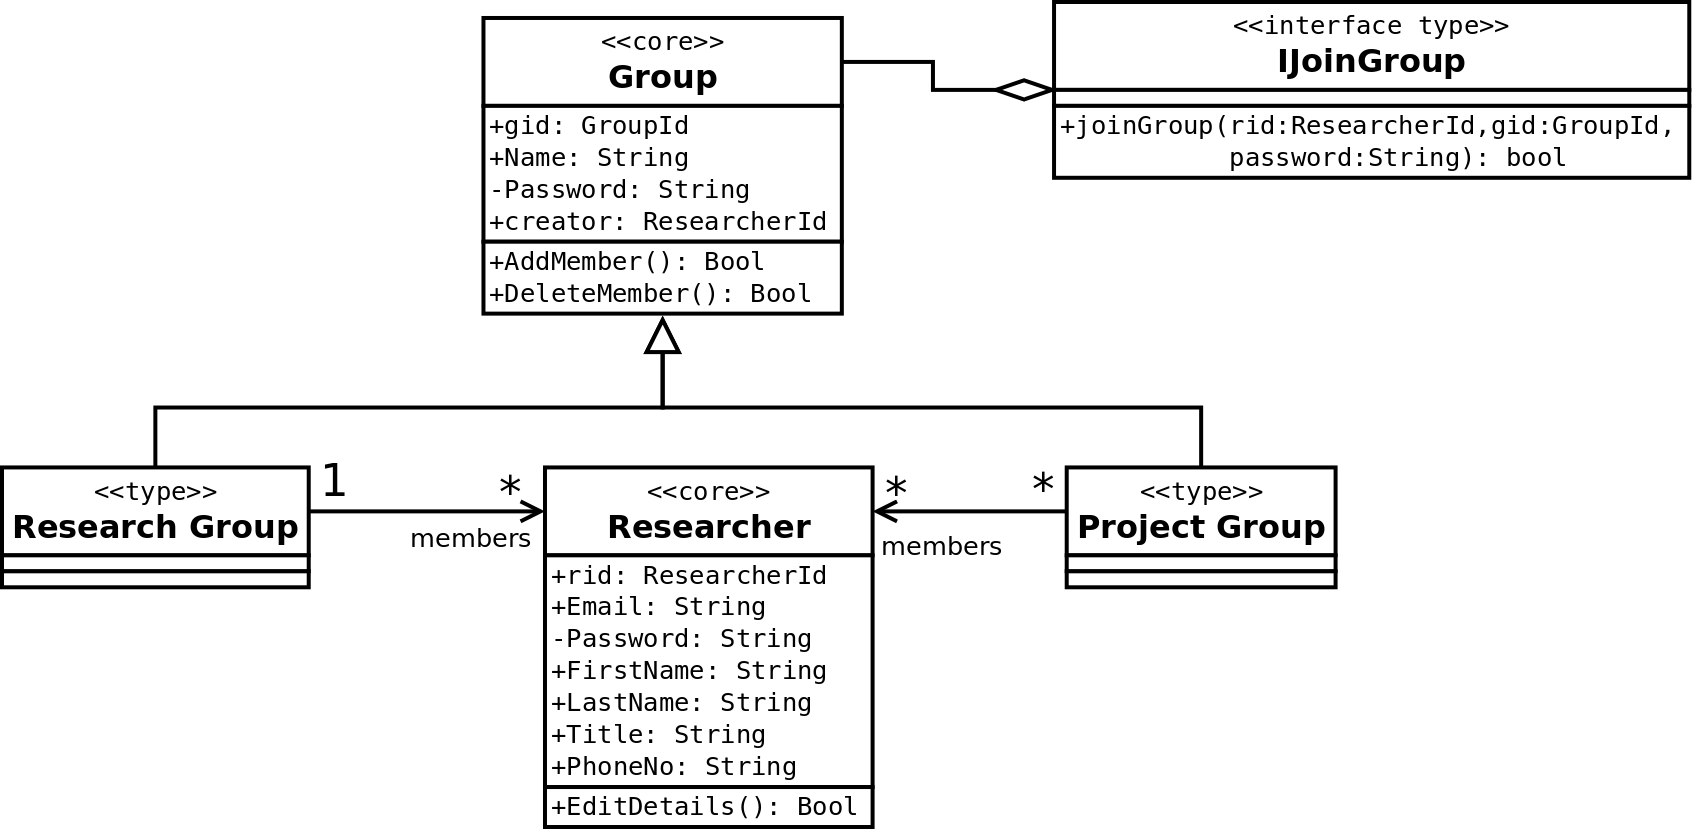 <<core>>
Group
+gid: GroupId
+Name: String
-Password: String
+creator: ResearcherId
+AddMember(): Bool
+DeleteMember(): Bool
<<interface type>>
IJoinGroup
+joinGroup(rid:ResearcherId,gid:GroupId,
password:String): bool
<<type>>
Research Group
1
*
members
<<core>>
Researcher
+rid: ResearcherId
+Email: String
-Password: String
+FirstName: String
+LastName: String
+Title: String
+PhoneNo: String
+EditDetails(): Bool
*
*
members
<<type>>
Project Group